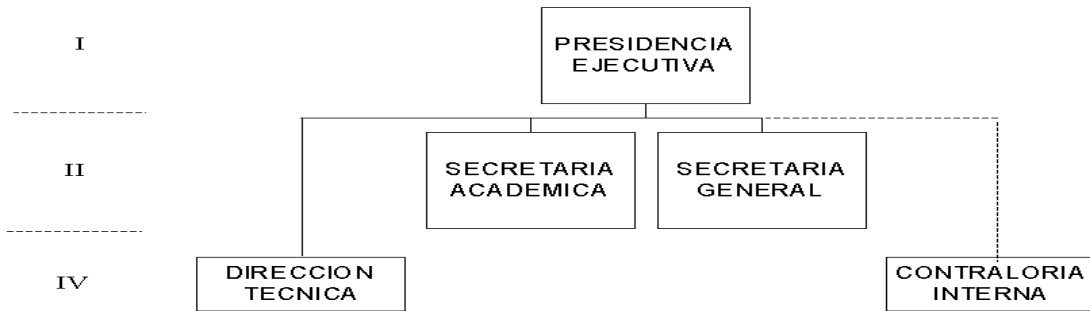 I
PRESIDENCIA
EJECUTIVA
II
SECRETARIA
ACADEMICA
SECRETARIA
GENERAL
IV
DIRECCION
TECNICA
CONTRALORIA
INTERNA